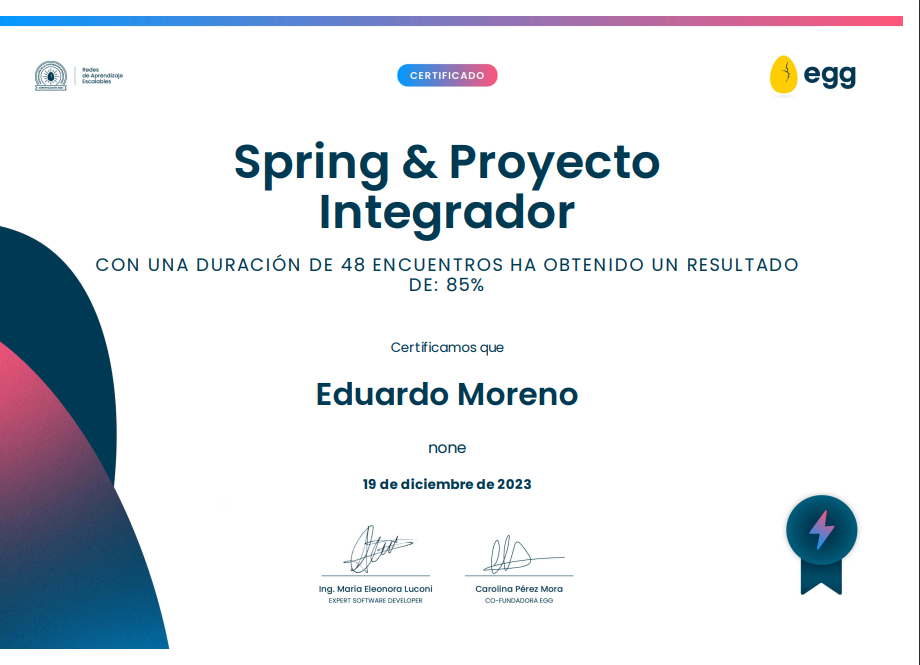 Redes
de Aprendizaje
Escalables
CERTIFICADO
egg
Spring & Proyecto
Integrador
CON UNA DURACIÓN DE 48 ENCUENTROS HA OBTENIDO UN RESULTADO
DE: 85%
Certificamos que
Eduardo Moreno
none
19 de diciembre de 2023
Ing. María Eleonora Luconi
EXPERT SOFTWARE DEVELOPER
Carolina Pérez Mora
CO-FUNDADORA EGG